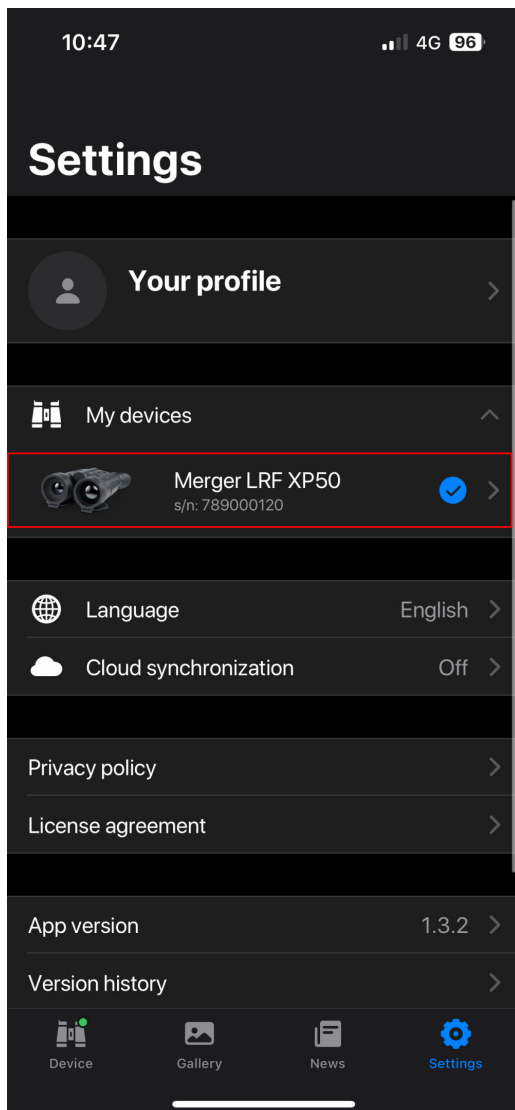 10:47
4G 96
Settings
Your profile
My devices
Merger LRF XP50
s/n: 789000120
Language English
Cloud synchronization Off
Privacy policy
License agreement
App version 1.3.2
Version history
Device Gallery News Settings